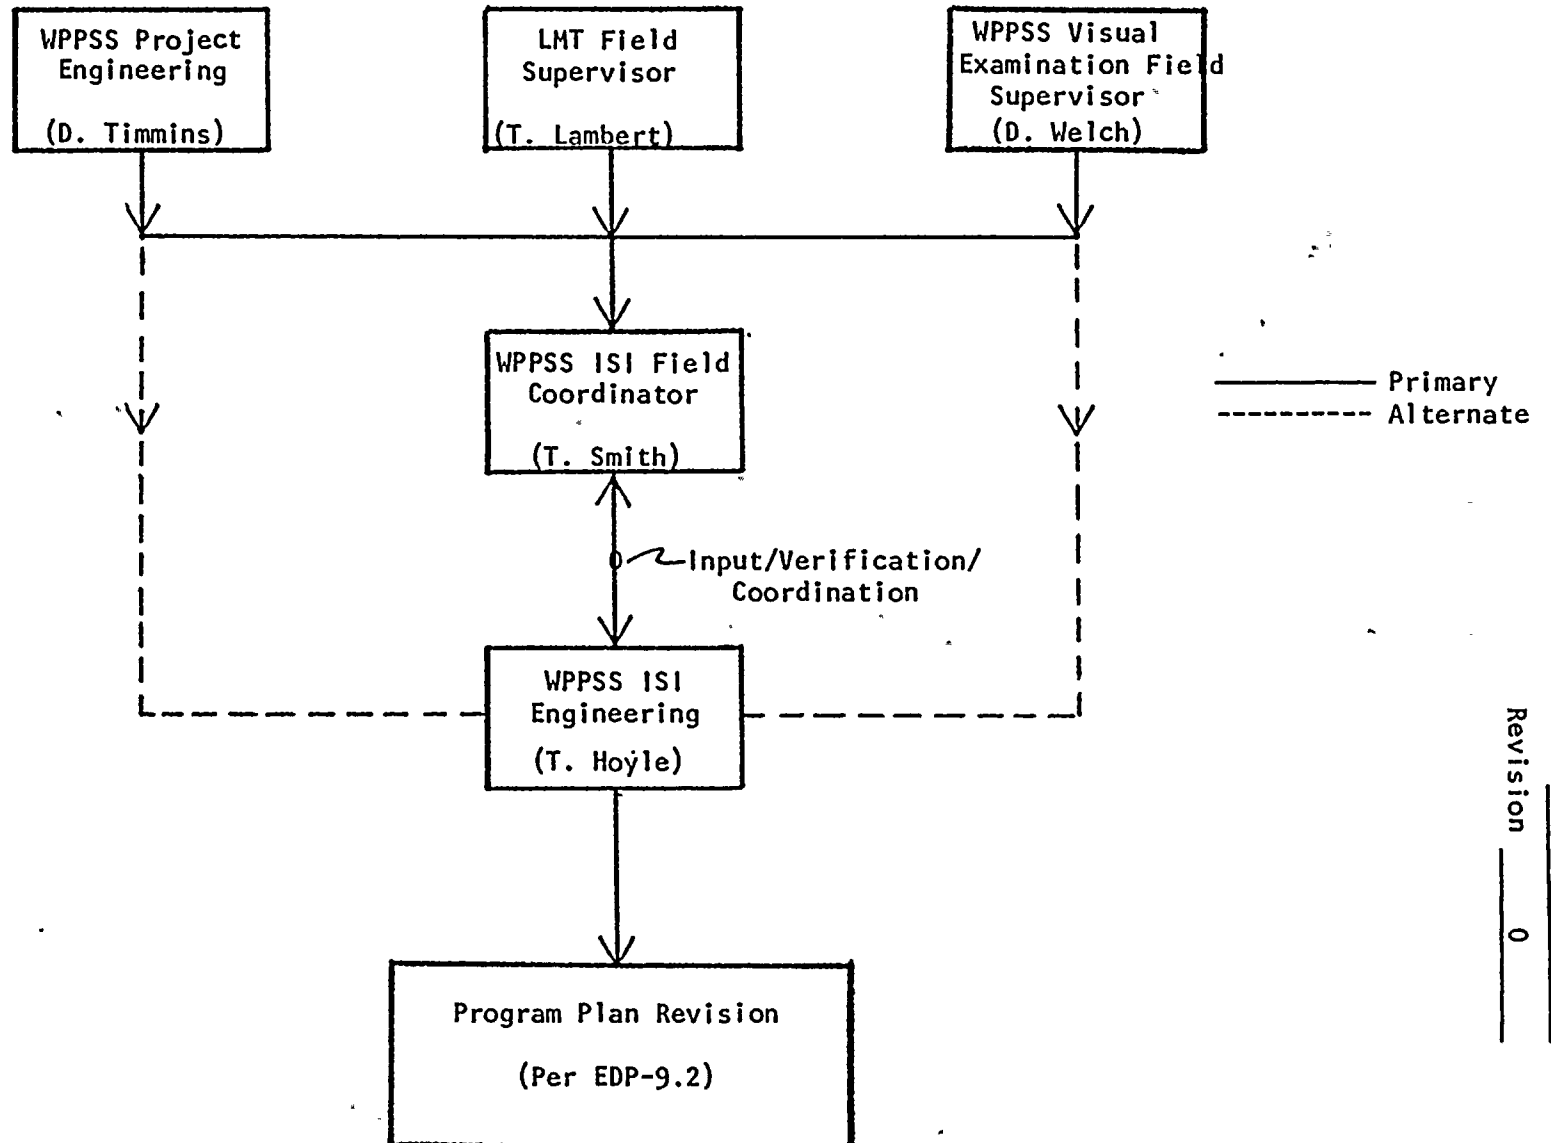 WPPSS Project
Engineering
(D. Timmins)
LMT Field
Supervisor
(T. Lambert)
WPPSS Visual
Examination Field
Supervisor
(D. Welch)
WPPSS ISI Field
Coordinator
(T. Smith)
Primary
Alternate
Input/Verification/
Coordination
WPPSS ISI
Engineering
(T. Hoyle)
Program Plan Revision
(Per EDP-9.2)
Revision 0